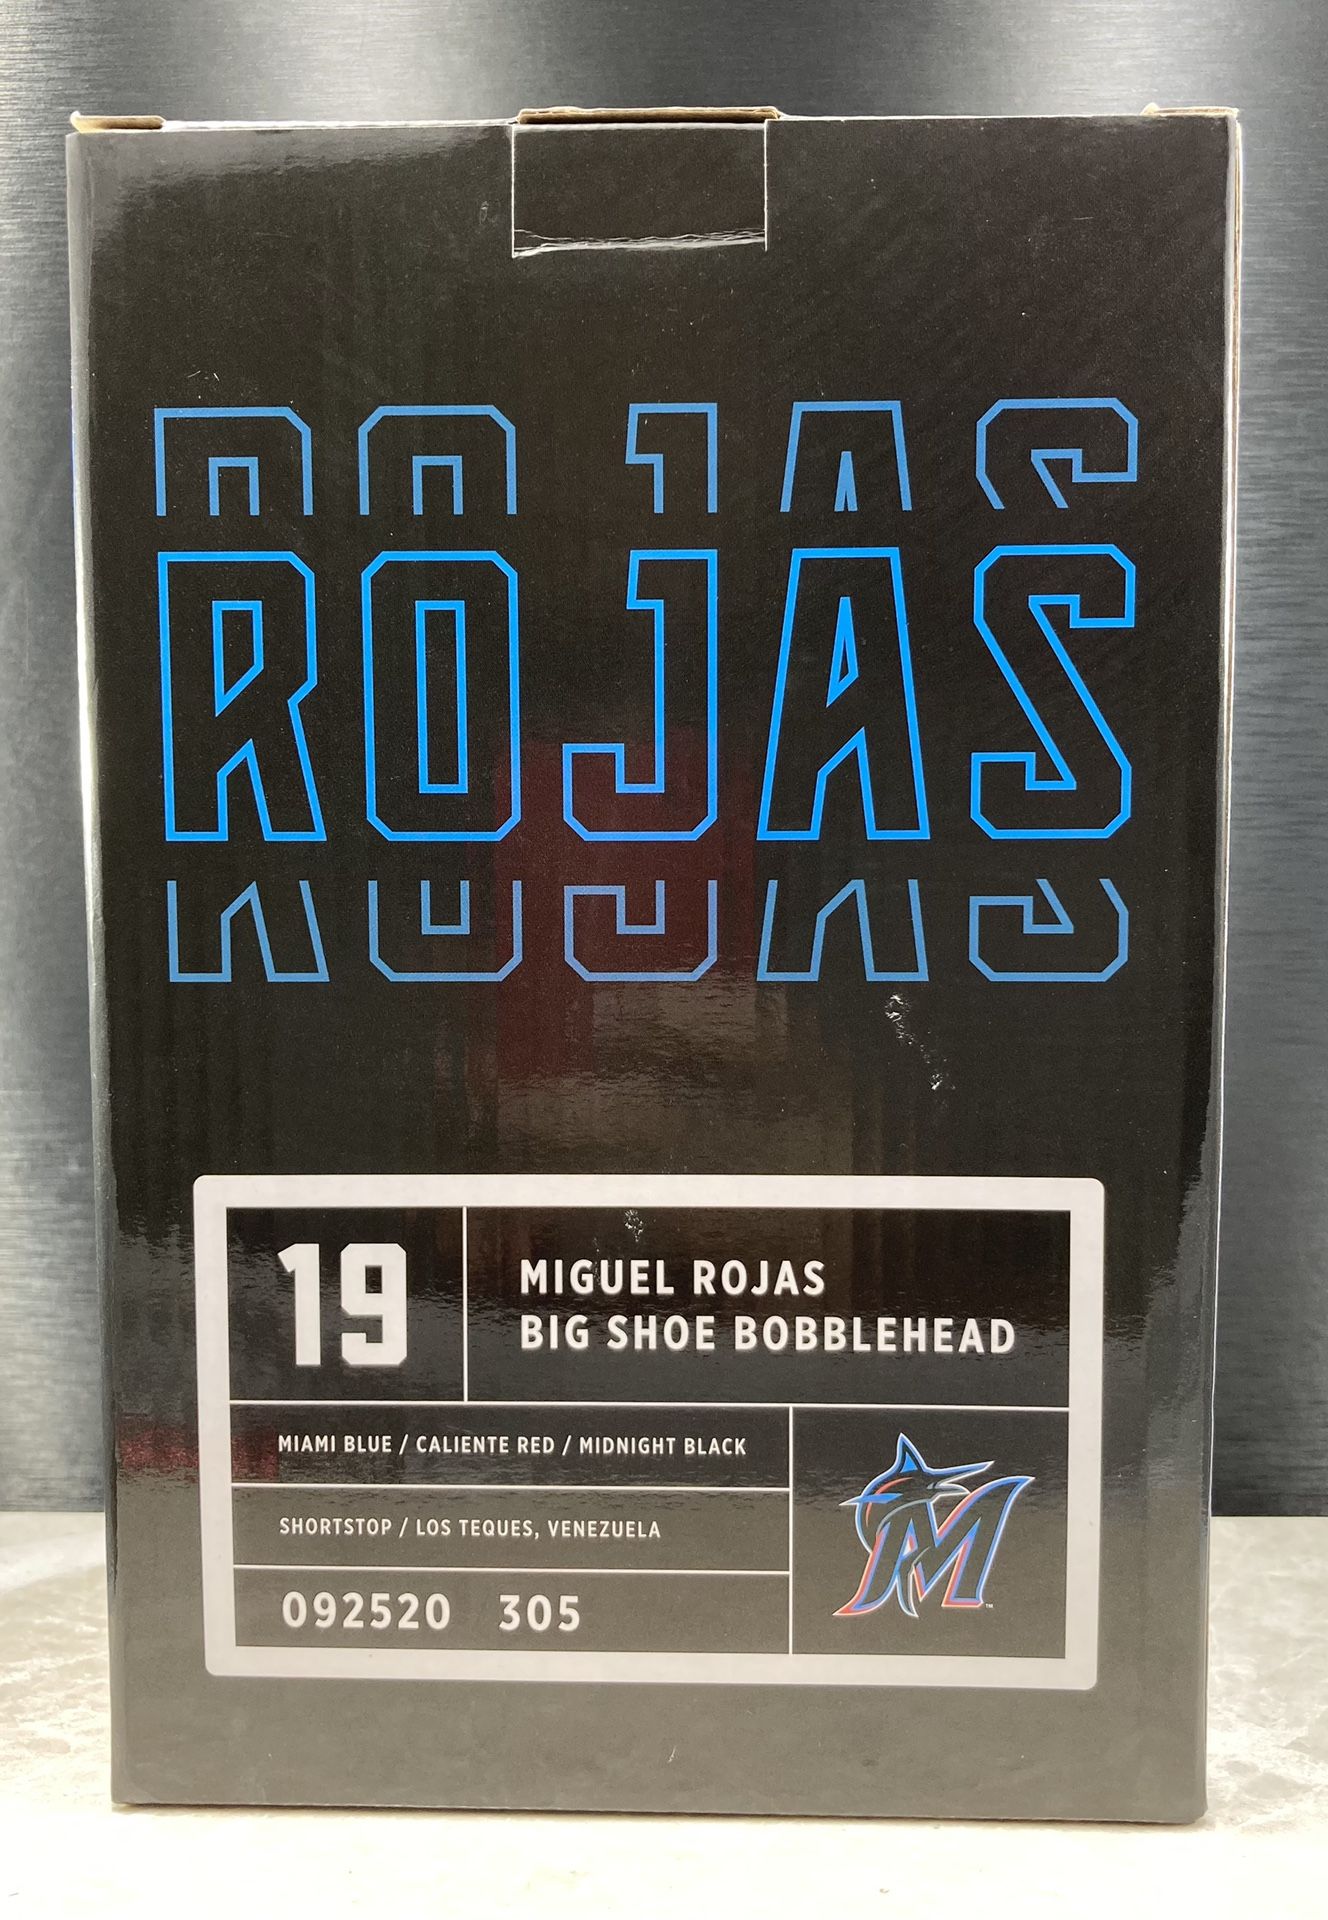 ROJAS
ROJAS
ROJAS
19
MIGUEL ROJAS
BIG SHOE BOBBLEHEAD
MIAMI BLUE / CALIENTE RED / MIDNIGHT BLACK
SHORTSTOP / LOS TEQUES, VENEZUELA
092520 305
M
™